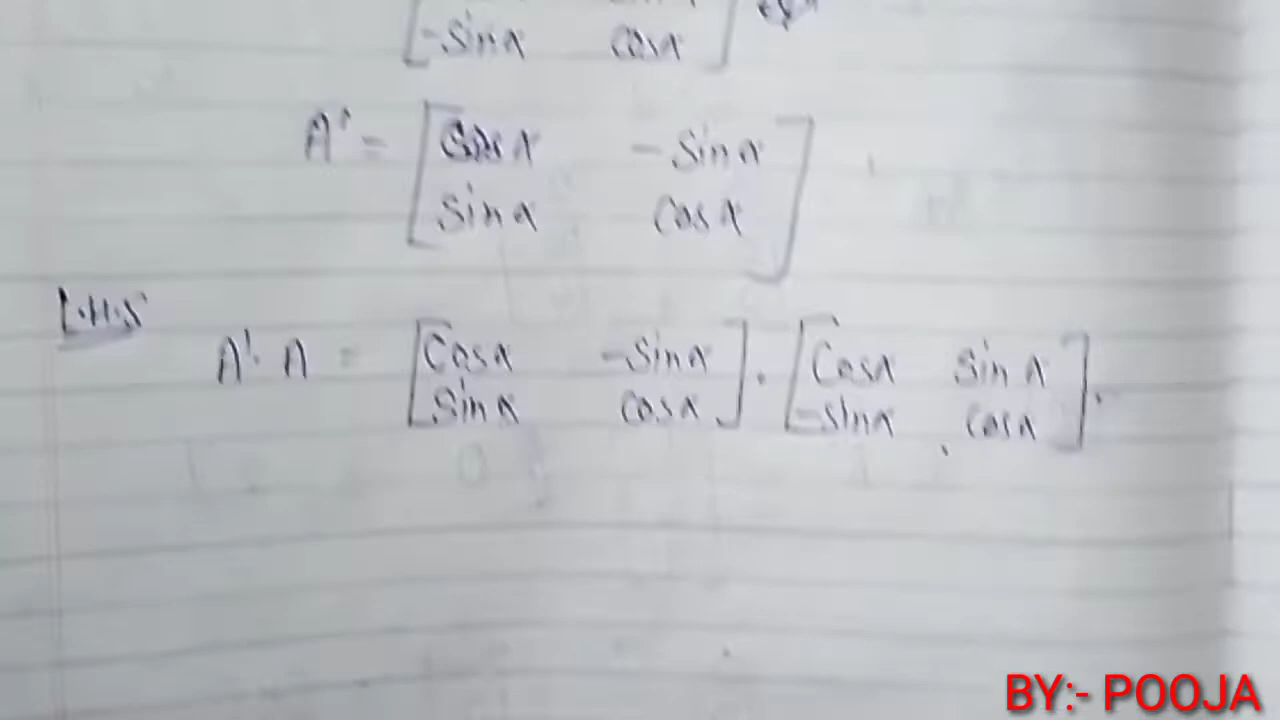 -sinα cosα
A' = [cosα -sinα
sinα cosα]
L.H.S
A'. A = [cosα -sinα] . [cosα sinα] .
[sinα cosα] [-sinα cosα]
BY:- POOJA